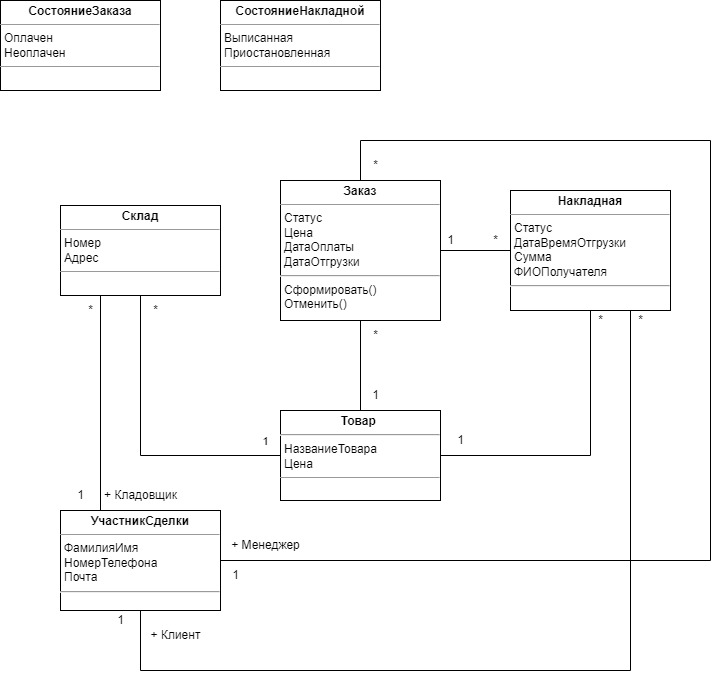 СостояниеЗаказа
Оплачен
Неоплачен
СостояниеНакладной
Выписанная
Приостановленная
*
Заказ
Статус
Цена
ДатаОплаты
ДатаОтгрузки
Сформировать()
Отменить()
1
*
Накладная
Статус
ДатаВремяОтгрузки
Сумма
ФИОПолучателя
Склад
Номер
Адрес
*
*
*
*
*
1
Товар
НазваниеТовара
Цена
1
1
1
+ Кладовщик
УчастникСделки
ФамилияИмя
НомерТелефона
Почта
+ Менеджер
1
1
+ Клиент